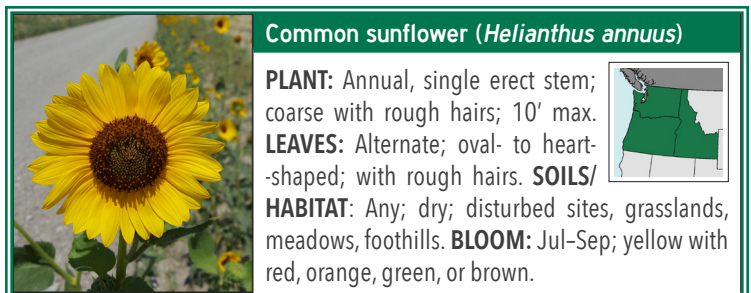 Common sunflower (Helianthus annuus)
PLANT: Annual, single erect stem;
coarse with rough hairs; 10’ max.
LEAVES: Alternate; oval- to heart-
-shaped; with rough hairs. SOILS/
HABITAT: Any; dry; disturbed sites, grasslands,
meadows, foothills. BLOOM: Jul–Sep; yellow with
red, orange, green, or brown.